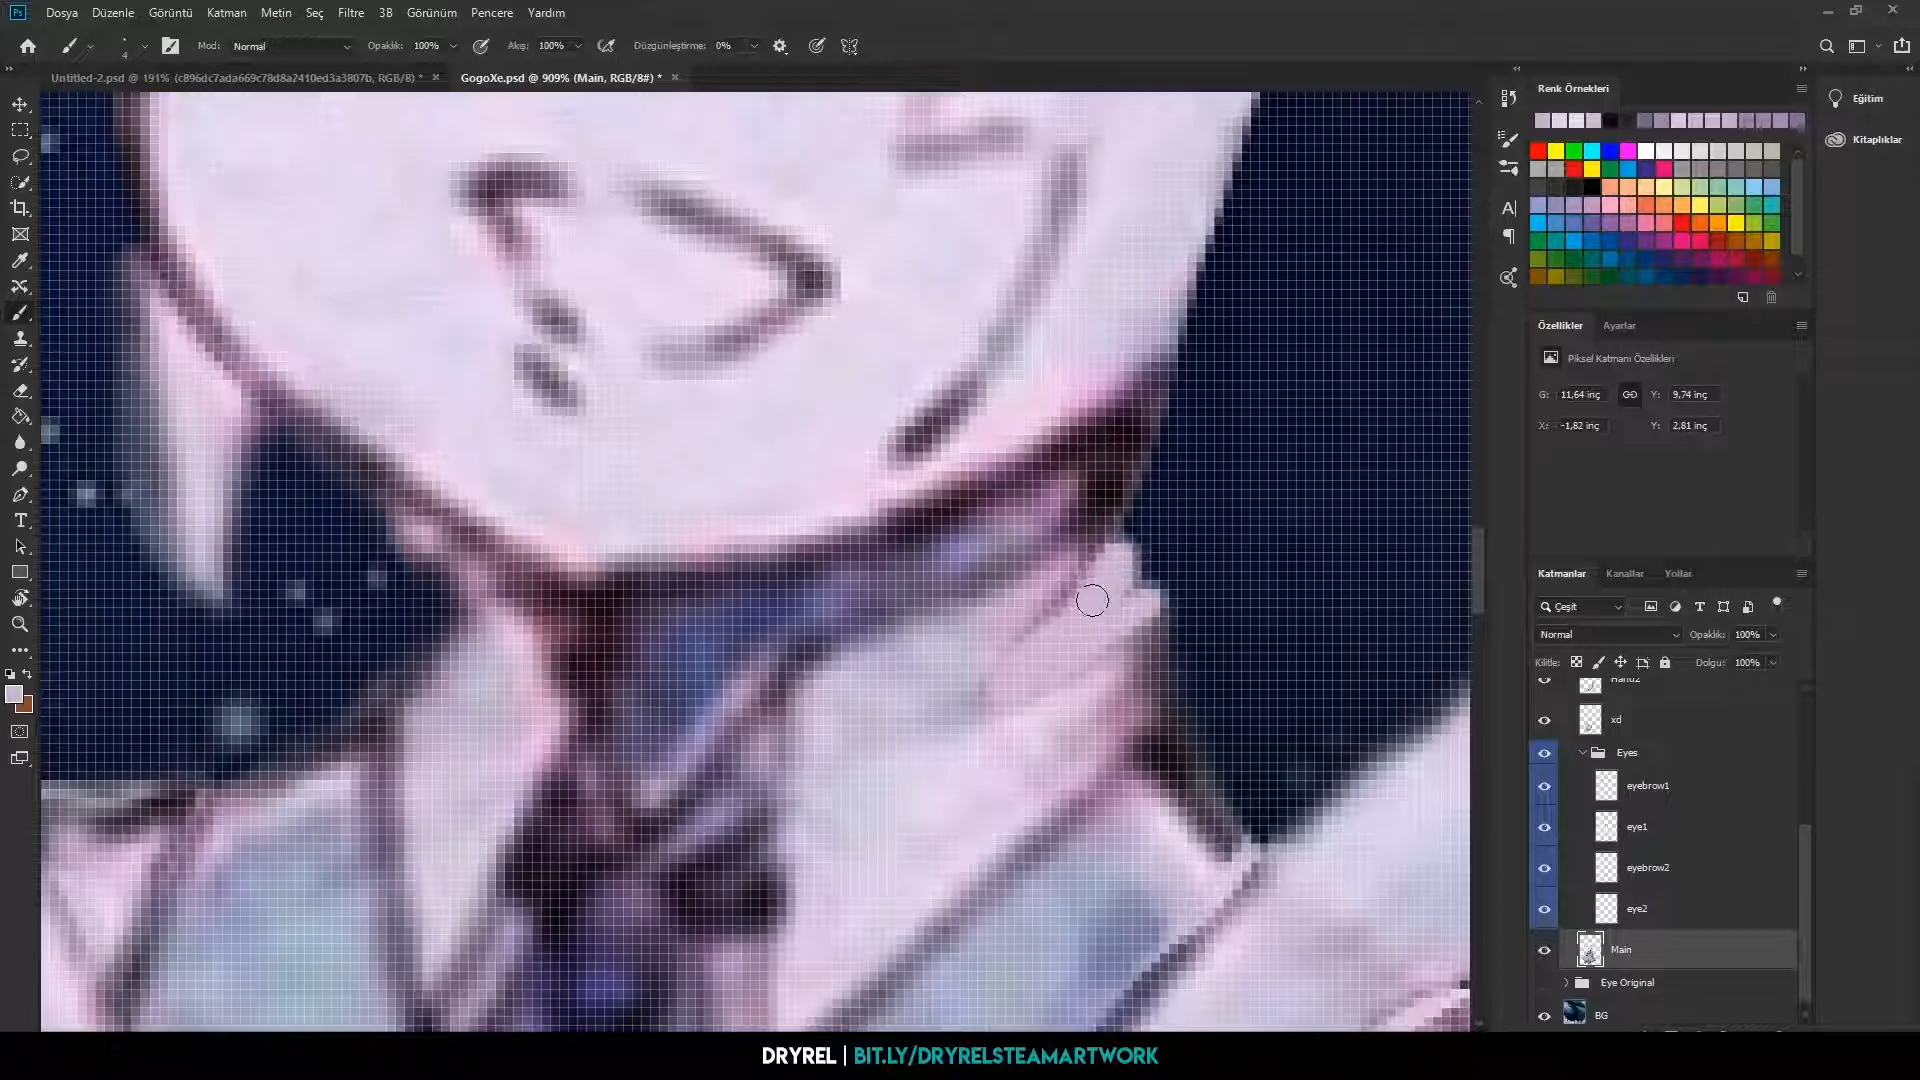 Ps Dosya Düzenle Görüntü Katman Metin Seç Filtre 3B Görünüm Pencere Yardım
4 Mod: Normal Opaklık: 100% Akış: 100% Düzgünleştirme: 0%
Untitled-2.psd @ 191% (c896dc7ada669c78d8a2410ed3a3807b, RGB/8) *
GogoXe.psd @ 909% (Main, RGB/8#) *
Renk Örnekleri
Eğitim
Kitaplıklar
Özellikler Ayarlar
Piksel Katmanı Özellikleri
G: 11,64 inç Y: 9,74 inç
X: -1,82 inç Y: 2,81 inç
Katmanlar Kanallar Yollar
Çeşit
Normal Opaklık: 100%
Kilitle: Dolgu: 100%
Hand2
xd
Eyes
eyebrow1
eye1
eyebrow2
eye2
Main
Eye Original
BG
DRYREL | BIT.LY/DRYRELSTEAMARTWORK